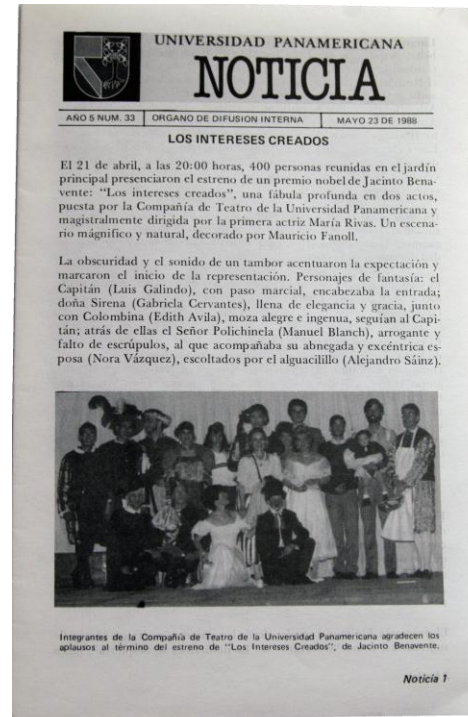 UNIVERSIDAD PANAMERICANA
NOTICIA
AÑO 5 NUM. 33 ORGANO DE DIFUSION INTERNA MAYO 23 DE 1988
LOS INTERESES CREADOS
El 21 de abril, a las 20:00 horas, 400 personas reunidas en el jardín
principal presenciaron el estreno de un premio nobel de Jacinto Bena-
vente: "Los intereses creados", una fábula profunda en dos actos,
puesta por la Compañía de Teatro de la Universidad Panamericana y
magistralmente dirigida por la primera actriz María Rivas. Un escena-
rio mágnifico y natural, decorado por Mauricio Fanoll.
La obscuridad y el sonido de un tambor acentuaron la expectación y
marcaron el inicio de la representación. Personajes de fantasía: el
Capitán (Luis Galindo), con paso marcial, encabezaba la entrada;
doña Sirena (Gabriela Cervantes), llena de elegancia y gracia, junto
con Colombina (Edith Avila), moza alegre e ingenua, seguían al Capi-
tán; atrás de ellas el Señor Polichinela (Manuel Blanch), arrogante y
falto de escrúpulos, al que acompañaba su abnegada y excéntrica es-
posa (Nora Vázquez), escoltados por el alguacilillo (Alejandro Sáinz).
Integrantes de la Compañía de Teatro de la Universidad Panamericana agradecen los
aplausos al término del estreno de "Los Intereses Creados", de Jacinto Benavente.
Noticia 1